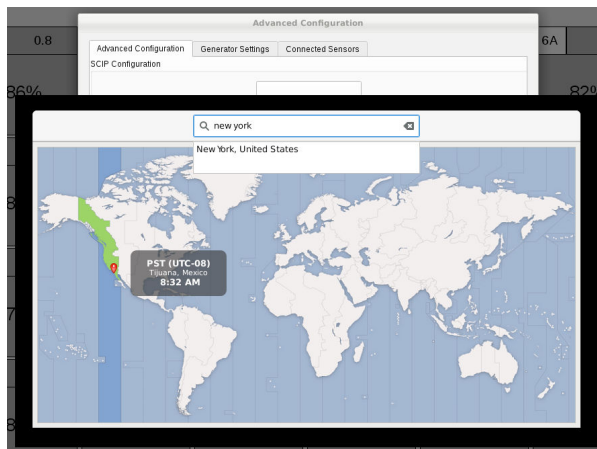 Advanced Configuration
0.8
6A
Advanced Configuration
Generator Settings
Connected Sensors
SCIP Configuration
86%
82%
new york
New York, United States
PST (UTC-08)
Tijuana, Mexico
8:32 AM